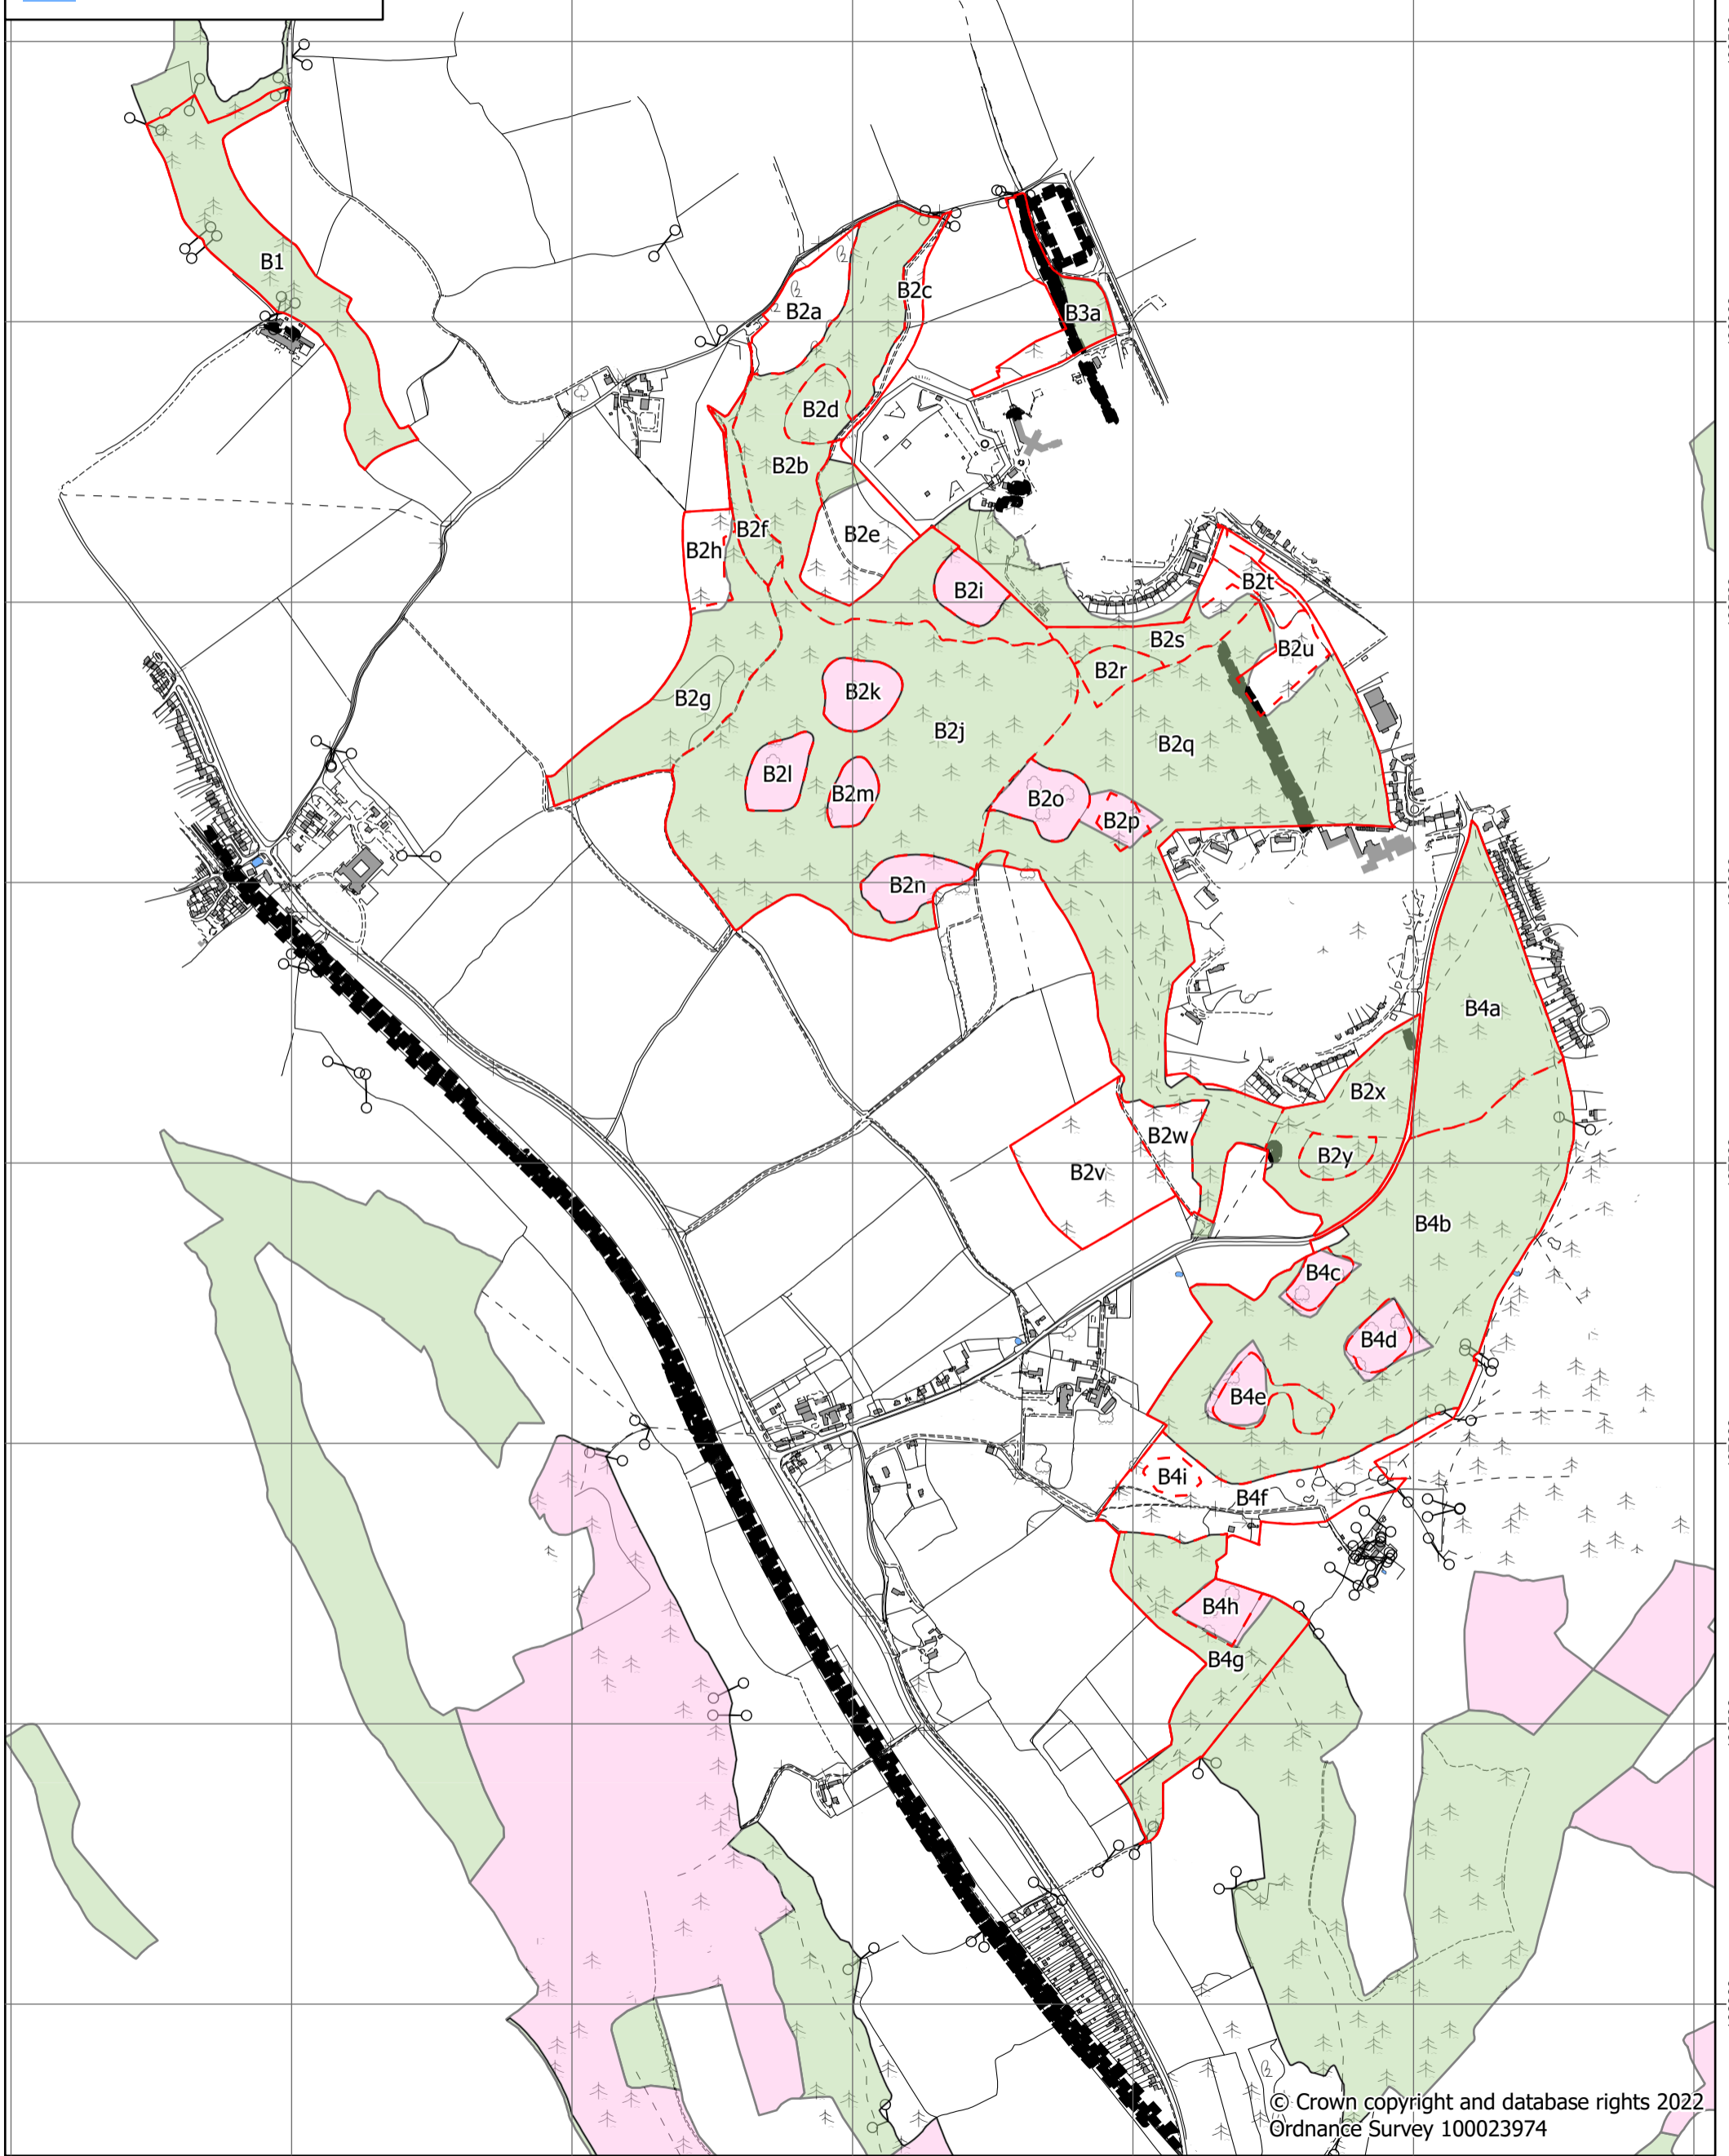 B1
B2a
B2c
B3a
B2d
B2b
B2f
B2e
B2h
B2i
B2t
B2s
B2u
B2r
B2g
B2k
B2j
B2q
B2l
B2m
B2o
B2p
B2n
B4a
B2x
B2w
B2y
B2v
B4b
B4c
B4d
B4e
B4i
B4f
B4h
B4g
© Crown copyright and database rights 2022
Ordnance Survey 100023974